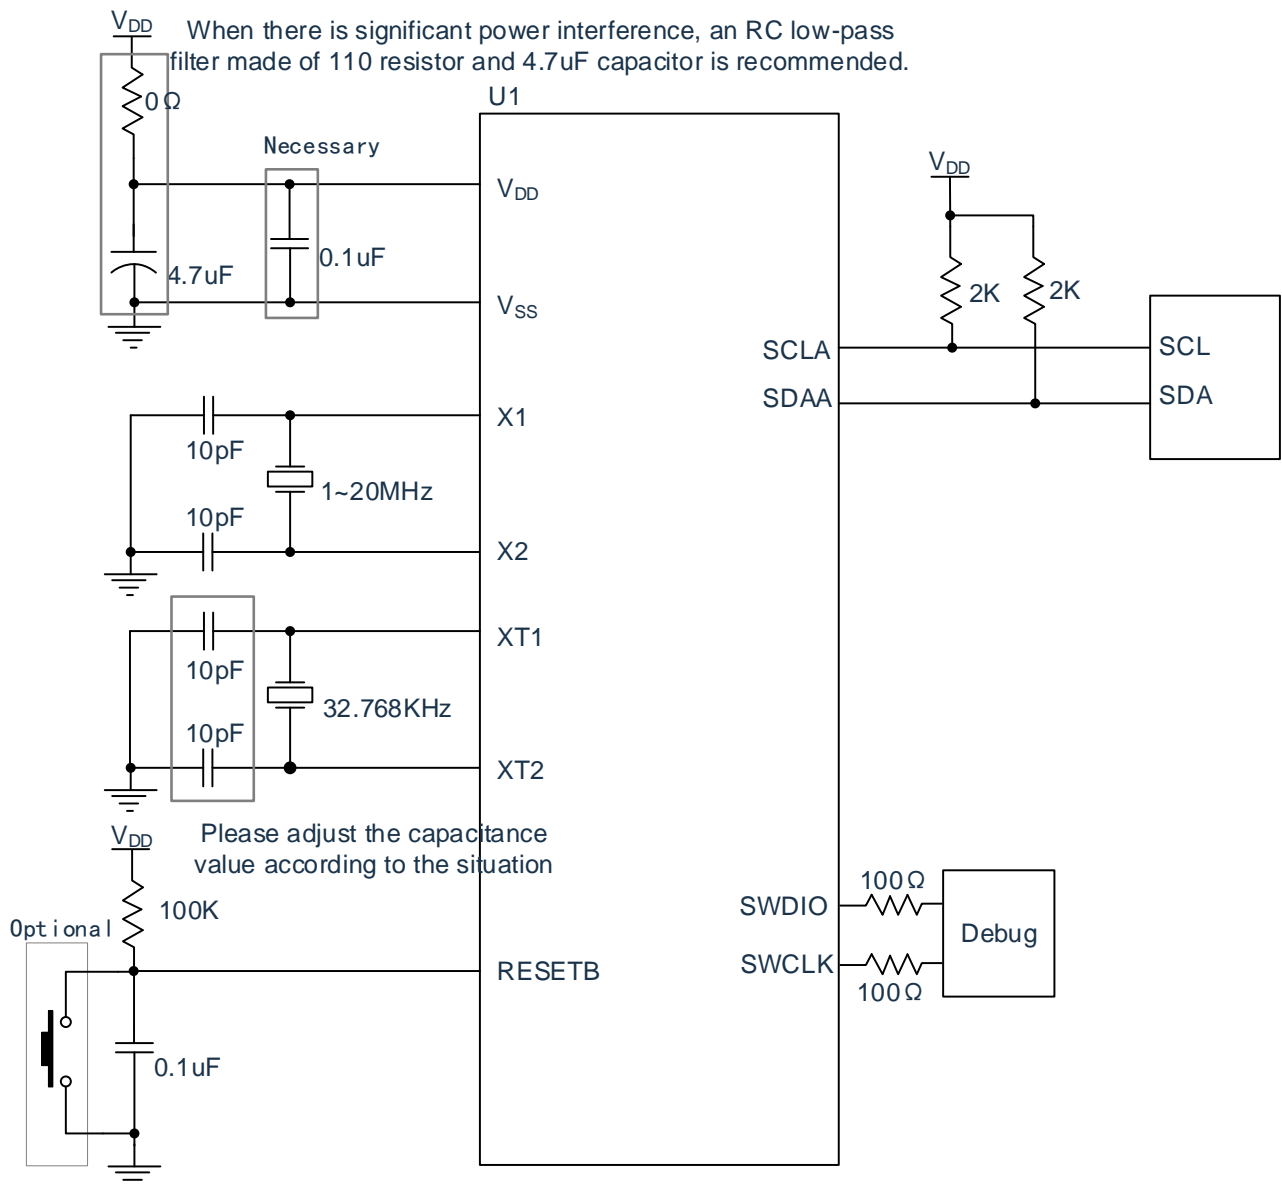 VDD
When there is significant power interference, an RC low-pass
filter made of 110 resistor and 4.7uF capacitor is recommended.
0Ω
U1
Necessary
VDD
0.1uF
4.7uF
VSS
VDD
2K
2K
SCLA
SCL
SDAA
SDA
X1
10pF
1~20MHz
10pF
X2
XT1
10pF
32.768KHz
10pF
XT2
Please adjust the capacitance
value according to the situation
VDD
100K
Optional
RESETB
0.1uF
100Ω
SWDIO
Debug
SWCLK
100Ω